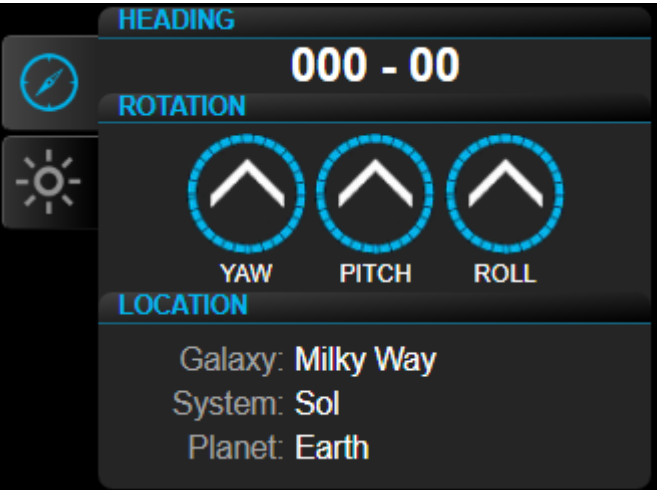 HEADING
000 - 00
ROTATION
YAW PITCH ROLL
LOCATION
Galaxy: Milky Way
System: Sol
Planet: Earth